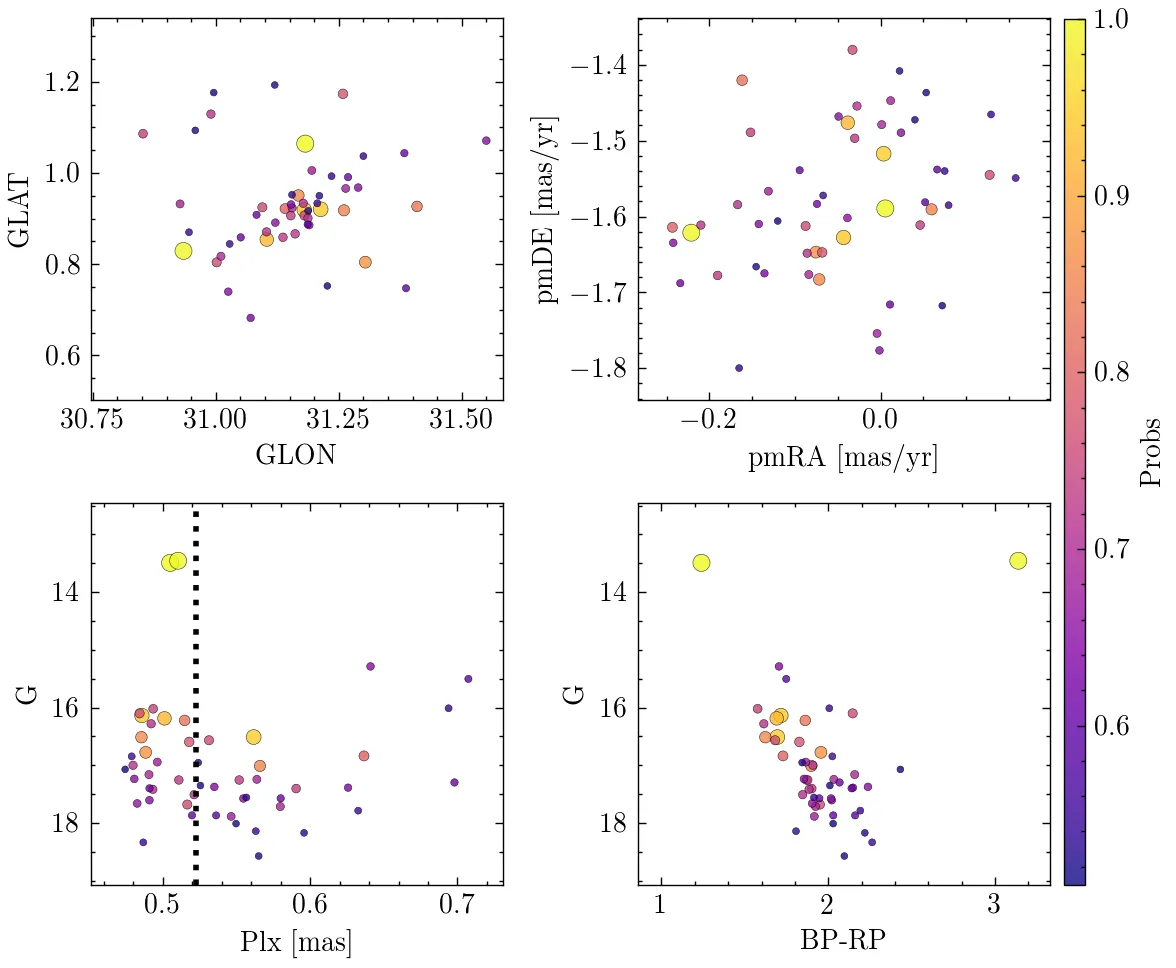 1.2
1.0
0.8
0.6
GLAT
30.75 31.00 31.25 31.50
GLON
−1.4
−1.5
−1.6
−1.7
−1.8
pmDE [mas/yr]
−0.2 0.0
pmRA [mas/yr]
14
16
18
G
0.5 0.6 0.7
Plx [mas]
14
16
18
G
1 2 3
BP-RP
1.0
0.9
0.8
0.7
0.6
Probs